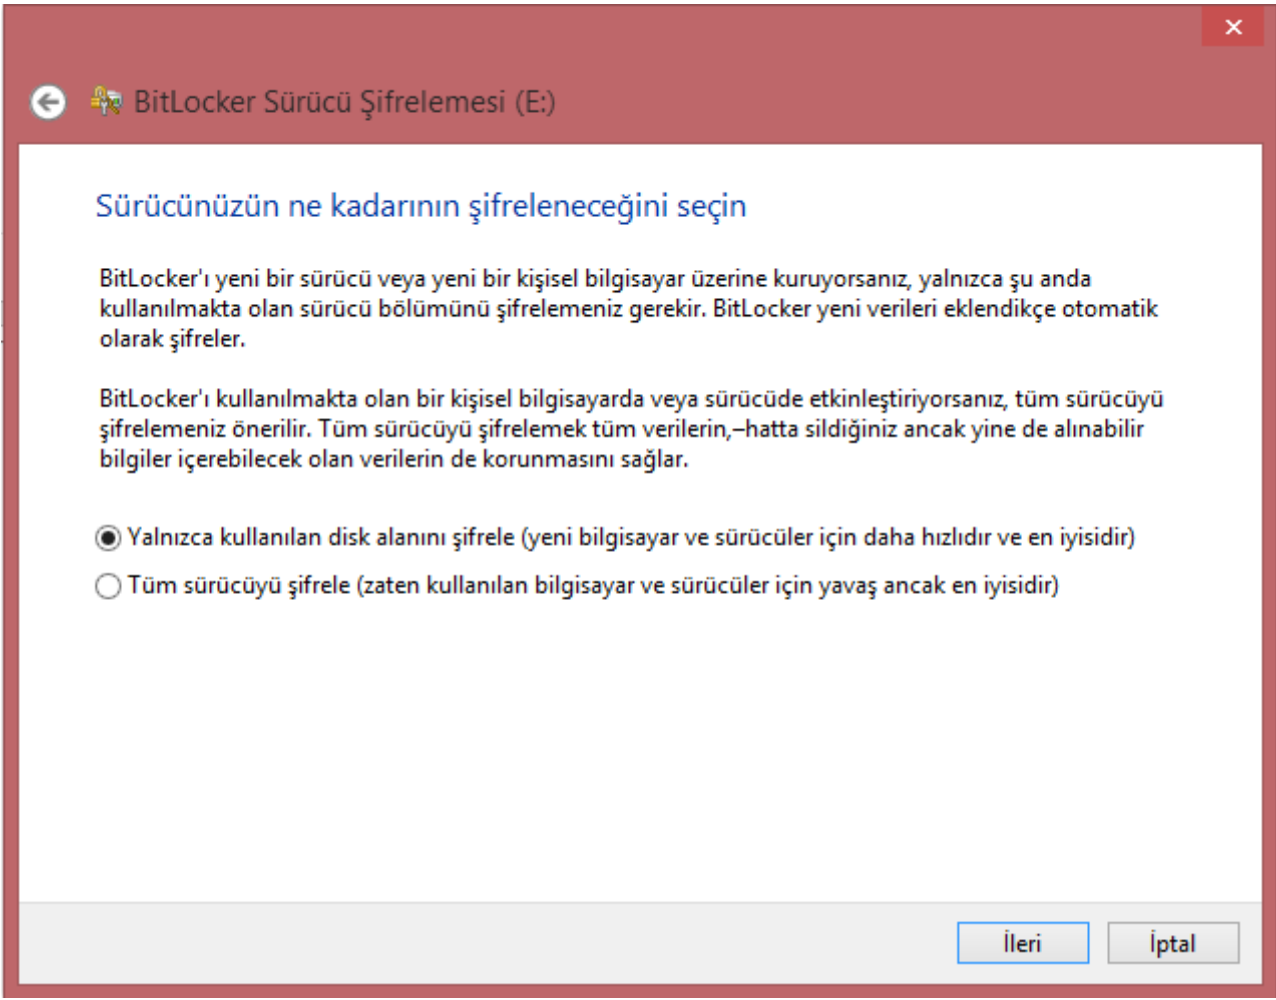 BitLocker Sürücü Şifrelemesi (E:)
Sürücünüzün ne kadarının şifreleneceğini seçin
BitLocker'ı yeni bir sürücü veya yeni bir kişisel bilgisayar üzerine kuruyorsanız, yalnızca şu anda
kullanılmakta olan sürücü bölümünü şifrelemeniz gerekir. BitLocker yeni verileri eklendikçe otomatik
olarak şifreler.
BitLocker'ı kullanılmakta olan bir kişisel bilgisayarda veya sürücüde etkinleştiriyorsanız, tüm sürücüyü
şifrelemeniz önerilir. Tüm sürücüyü şifrelemek tüm verilerin,–hatta sildiğiniz ancak yine de alınabilir
bilgiler içerebilecek olan verilerin de korunmasını sağlar.
Yalnızca kullanılan disk alanını şifrele (yeni bilgisayar ve sürücüler için daha hızlıdır ve en iyisidir)
Tüm sürücüyü şifrele (zaten kullanılan bilgisayar ve sürücüler için yavaş ancak en iyisidir)
İleri
İptal